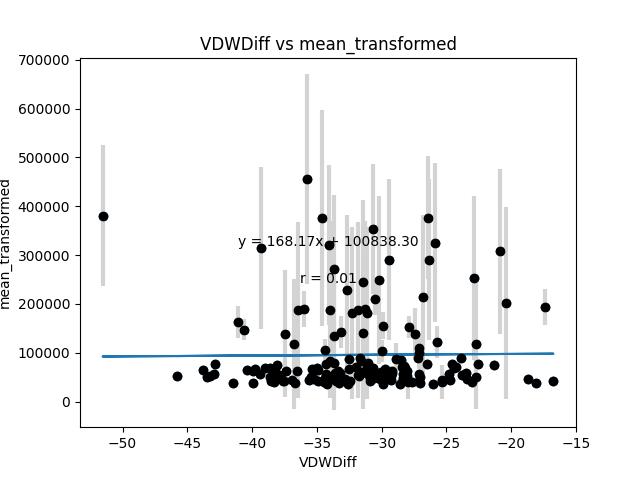 VDWDiff vs mean_transformed
700000
600000
500000
400000
300000
200000
100000
0
mean_transformed
y = 168.17x + 100838.30
r = 0.01
−50 −45 −40 −35 −30 −25 −20 −15
VDWDiff